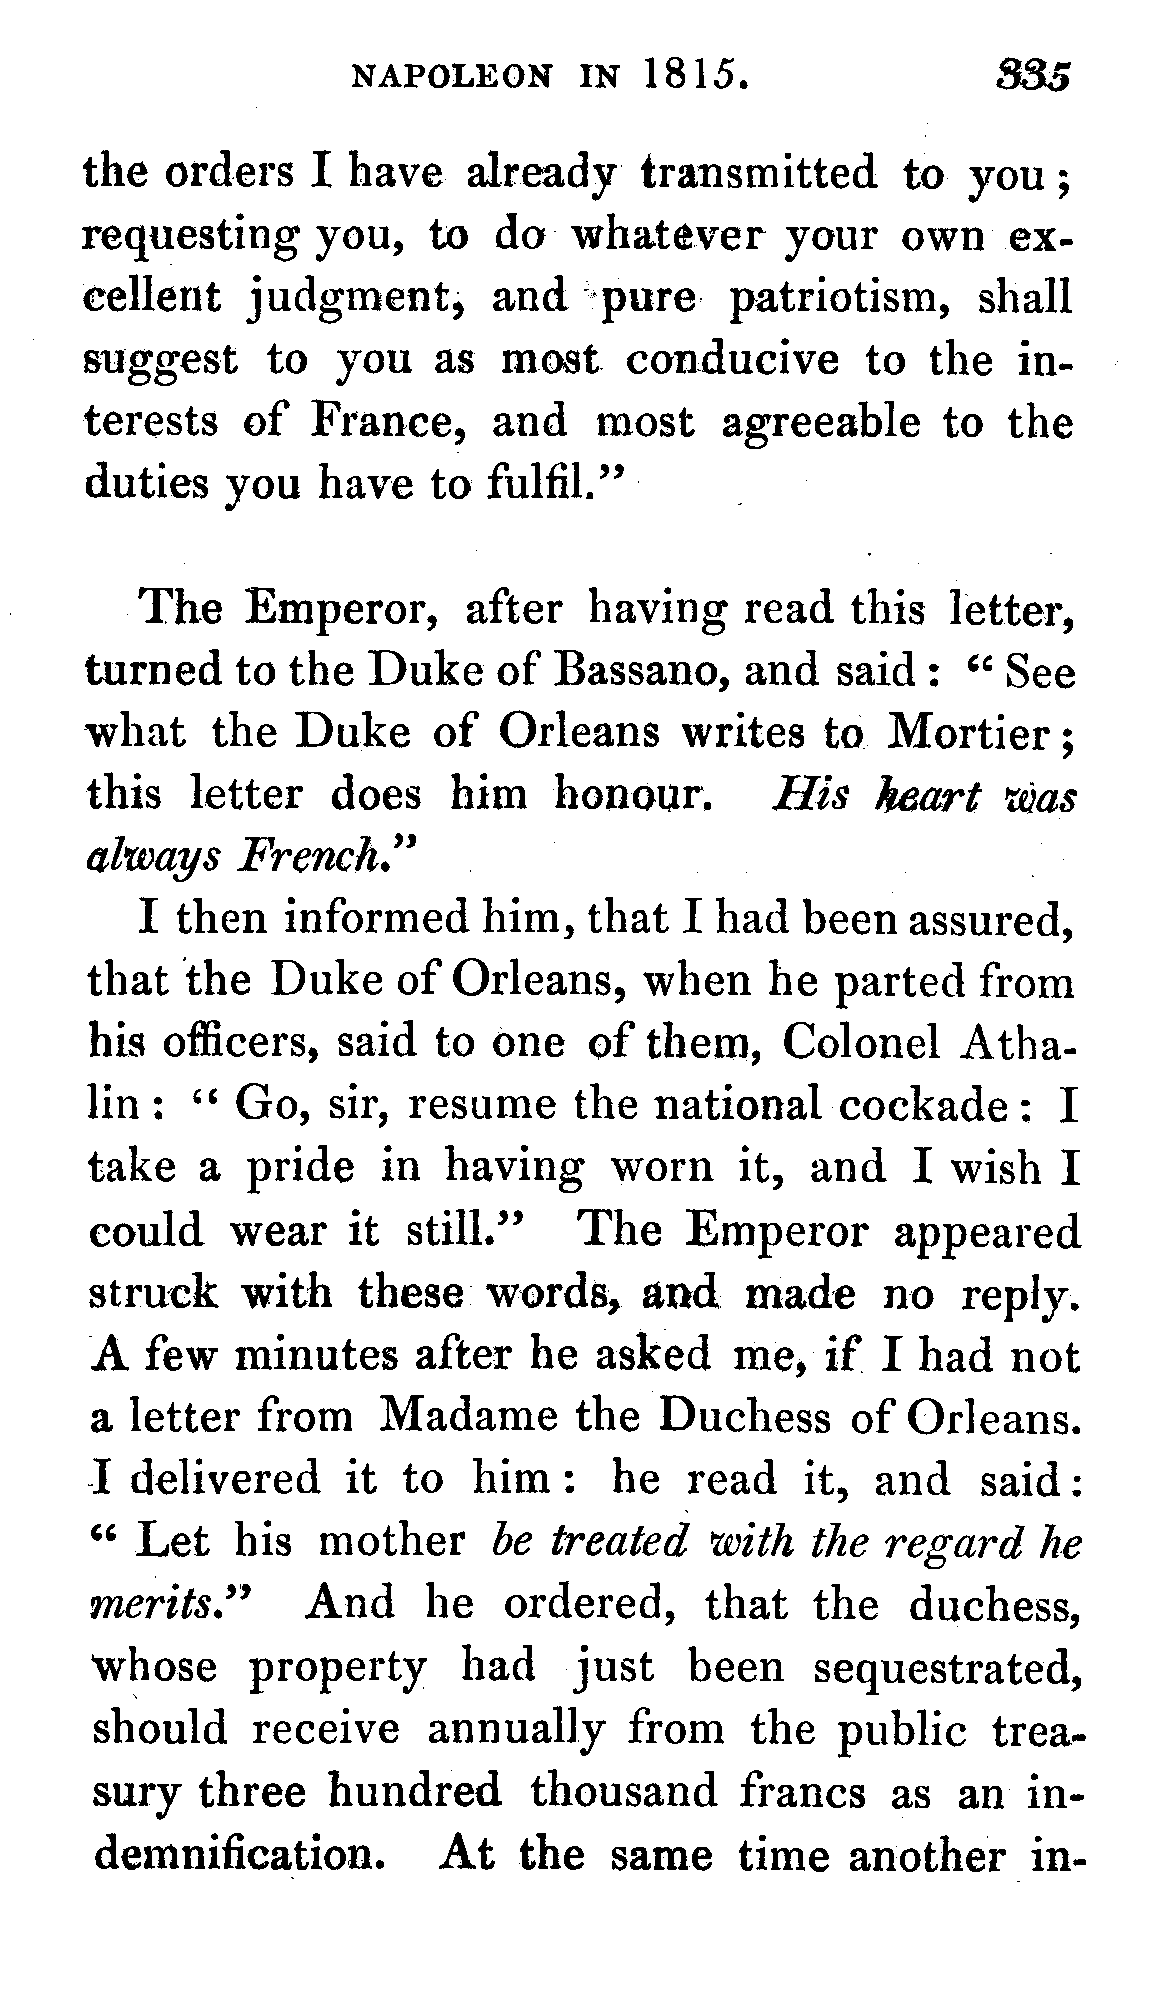 NAPOLEON IN 1815. 335
the orders I have already transmitted to you;
requesting you, to do whatever your own ex-
cellent judgment, and pure patriotism, shall
suggest to you as most conducive to the in-
terests of France, and most agreeable to the
duties you have to fulfil."
The Emperor, after having read this letter,
turned to the Duke of Bassano, and said: "See
what the Duke of Orleans writes to Mortier;
this letter does him honour. His heart was
always French."
I then informed him, that I had been assured,
that the Duke of Orleans, when he parted from
his officers, said to one of them, Colonel Atha-
lin: "Go, sir, resume the national cockade: I
take a pride in having worn it, and I wish I
could wear it still." The Emperor appeared
struck with these words, and made no reply.
A few minutes after he asked me, if I had not
a letter from Madame the Duchess of Orleans.
I delivered it to him: he read it, and said:
"Let his mother be treated with the regard he
merits." And he ordered, that the duchess,
whose property had just been sequestrated,
should receive annually from the public trea-
sury three hundred thousand francs as an in-
demnification. At the same time another in-